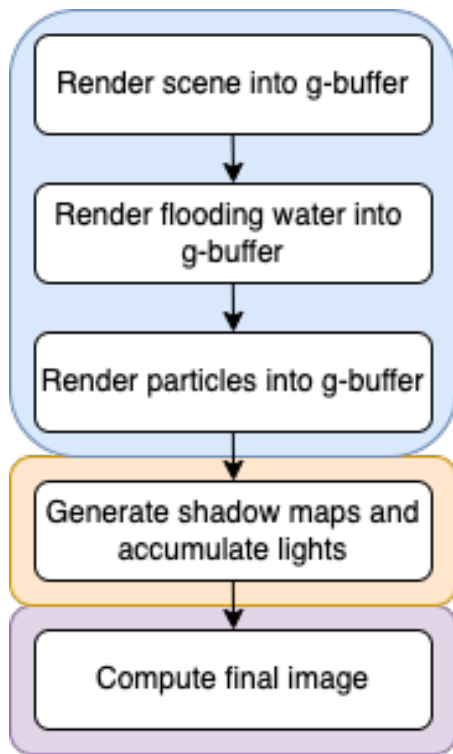 Render scene into g-buffer
Render flooding water into
g-buffer
Render particles into g-buffer
Generate shadow maps and
accumulate lights
Compute final image